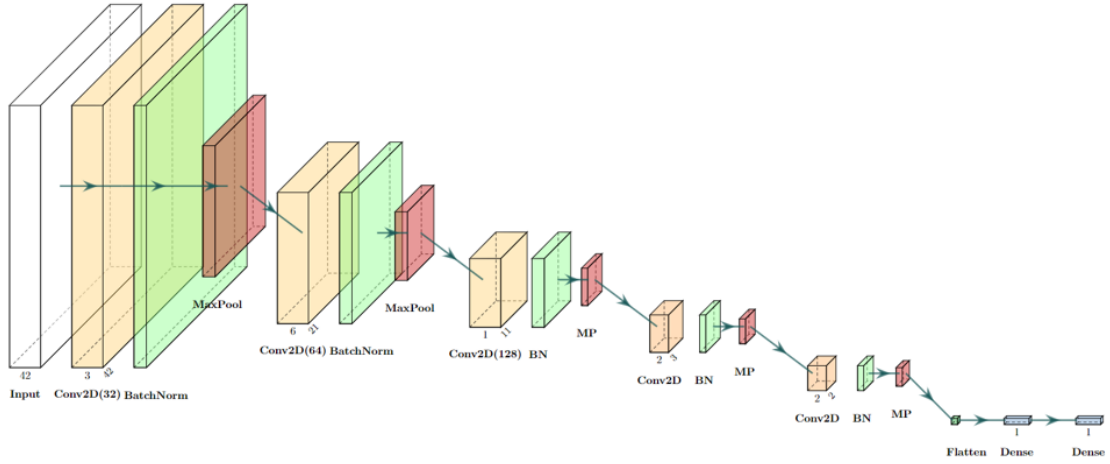 42
Input
3
42
Conv2D(32)
BatchNorm
MaxPool
6
21
Conv2D(64)
BatchNorm
MaxPool
1
11
Conv2D(128)
BN
MP
2
3
Conv2D
BN
MP
2
2
Conv2D
BN
MP
Flatten
1
Dense
1
Dense